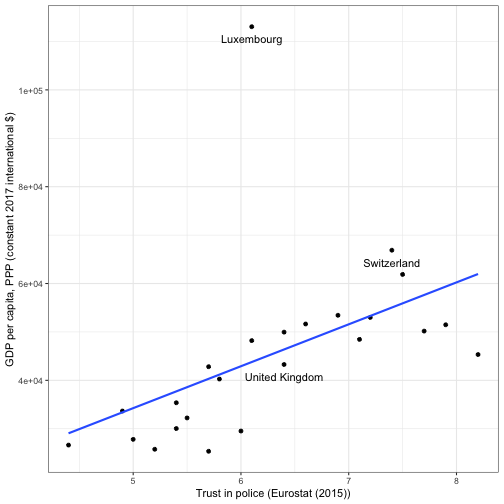 Luxembourg
1e+05
8e+04
Switzerland
6e+04
United Kingdom
4e+04
5 6 7 8
Trust in police (Eurostat (2015))
GDP per capita, PPP (constant 2017 international $)